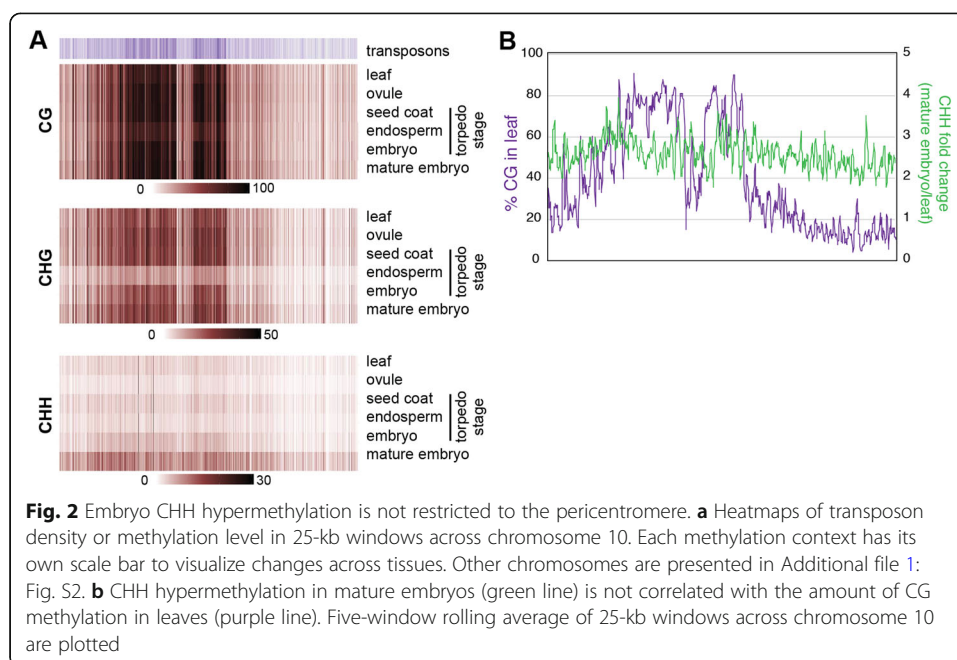 A
transposons
CG
leaf
ovule
seed coat
endosperm
embryo
mature embryo
torpedo
stage
0 100
CHG
leaf
ovule
seed coat
endosperm
embryo
mature embryo
torpedo
stage
0 50
CHH
leaf
ovule
seed coat
endosperm
embryo
mature embryo
torpedo
stage
0 30
B
% CG in leaf
100
80
60
40
20
0
5
4
3
2
1
0
CHH fold change
(mature embryo/leaf)
Fig. 2 Embryo CHH hypermethylation is not restricted to the pericentromere. a Heatmaps of transposon
density or methylation level in 25-kb windows across chromosome 10. Each methylation context has its
own scale bar to visualize changes across tissues. Other chromosomes are presented in Additional file 1:
Fig. S2. b CHH hypermethylation in mature embryos (green line) is not correlated with the amount of CG
methylation in leaves (purple line). Five-window rolling average of 25-kb windows across chromosome 10
are plotted